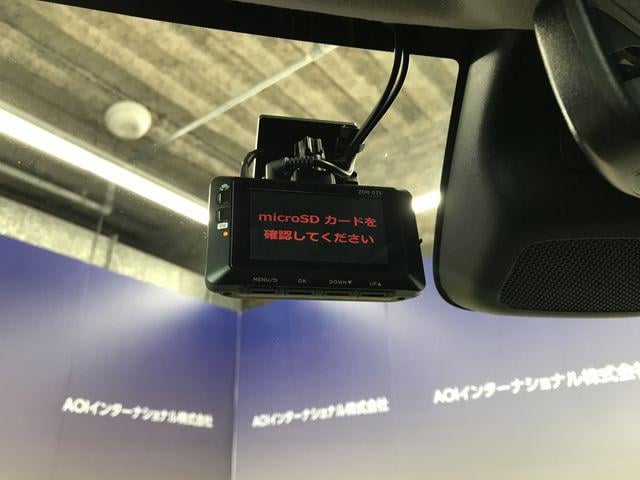 ZDR 035
microSD カードを
確認してください
MENU/⮌ OK DOWN▼ UP▲
AOIインターナショナル株式会社
AOIインターナショナル株式会社
AOIインターナショナル株式会社